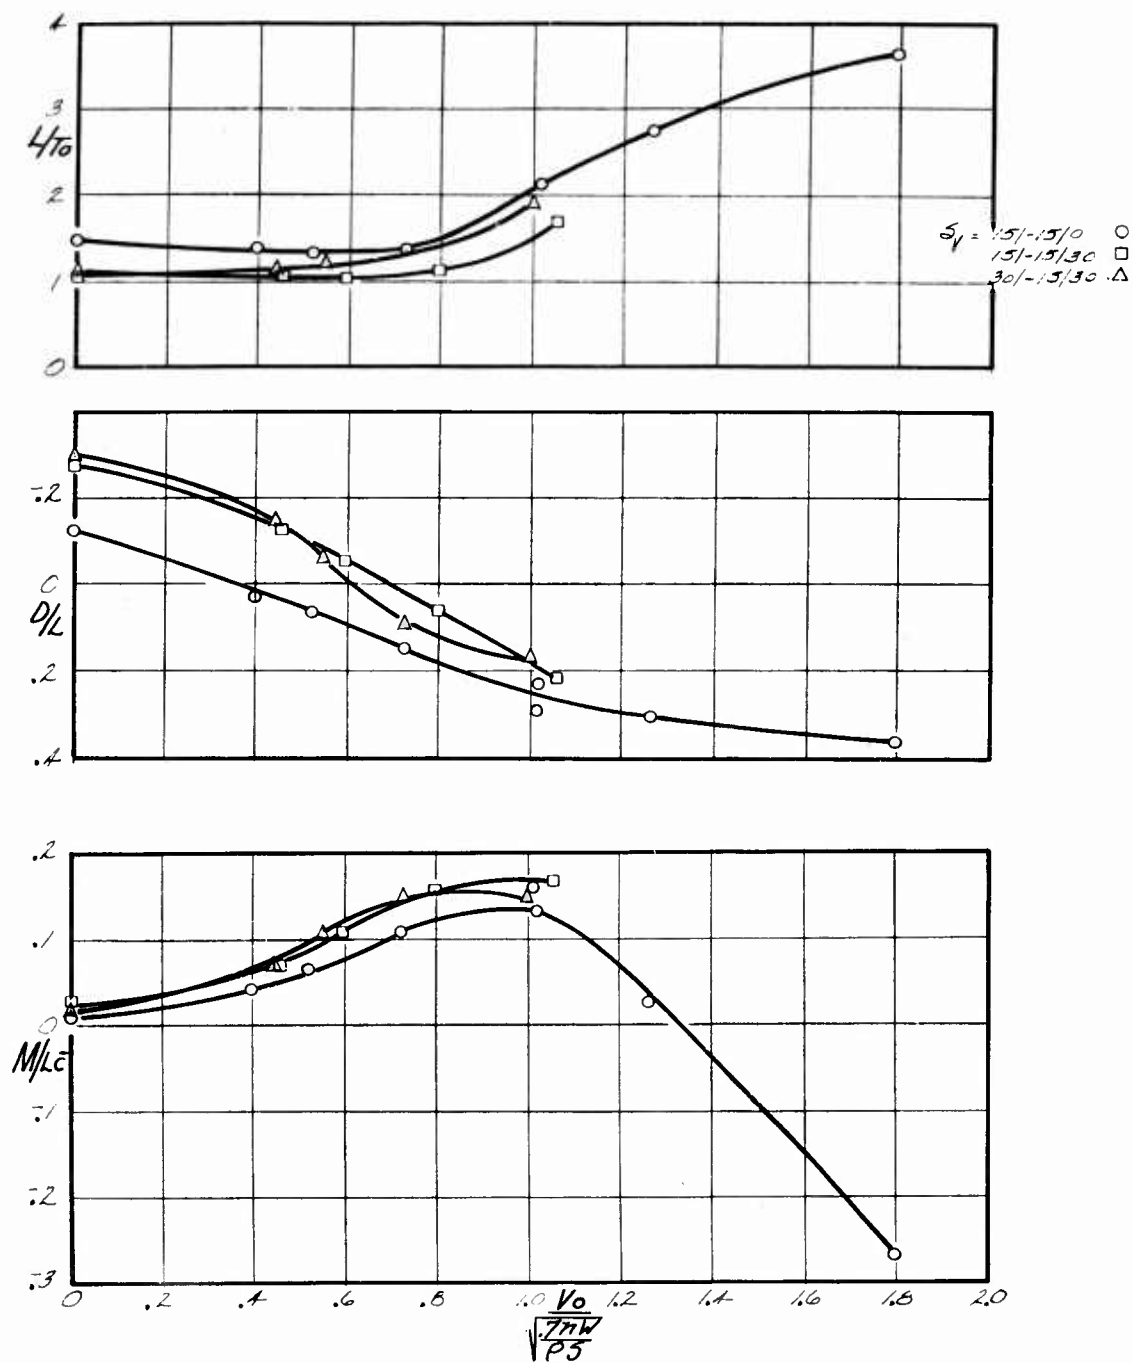 4
3
L/To
2
1
0
δv = 15/-15/0 ○
15/-15/30 □
30/-15/30 △
-.2
0
D/L
.2
.4
.2
.1
0
M/Lc̄
-.1
-.2
-.3
0 .2 .4 .6 .8 1.0 1.2 1.4 1.6 1.8 2.0
Vo
√.7nW
ρS